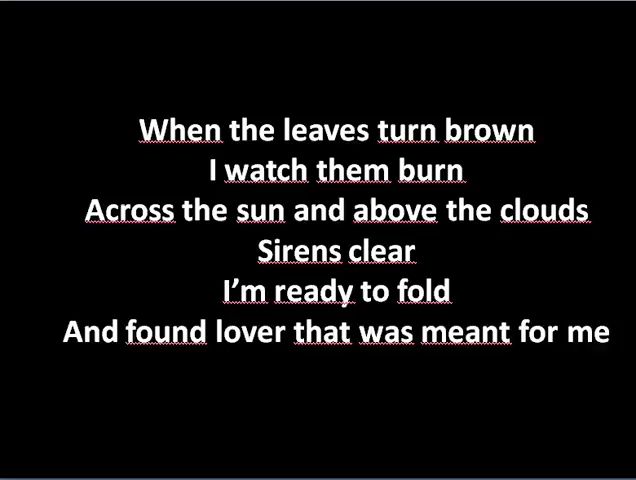 When the leaves turn brown
I watch them burn
Across the sun and above the clouds
Sirens clear
I'm ready to fold
And found lover that was meant for me